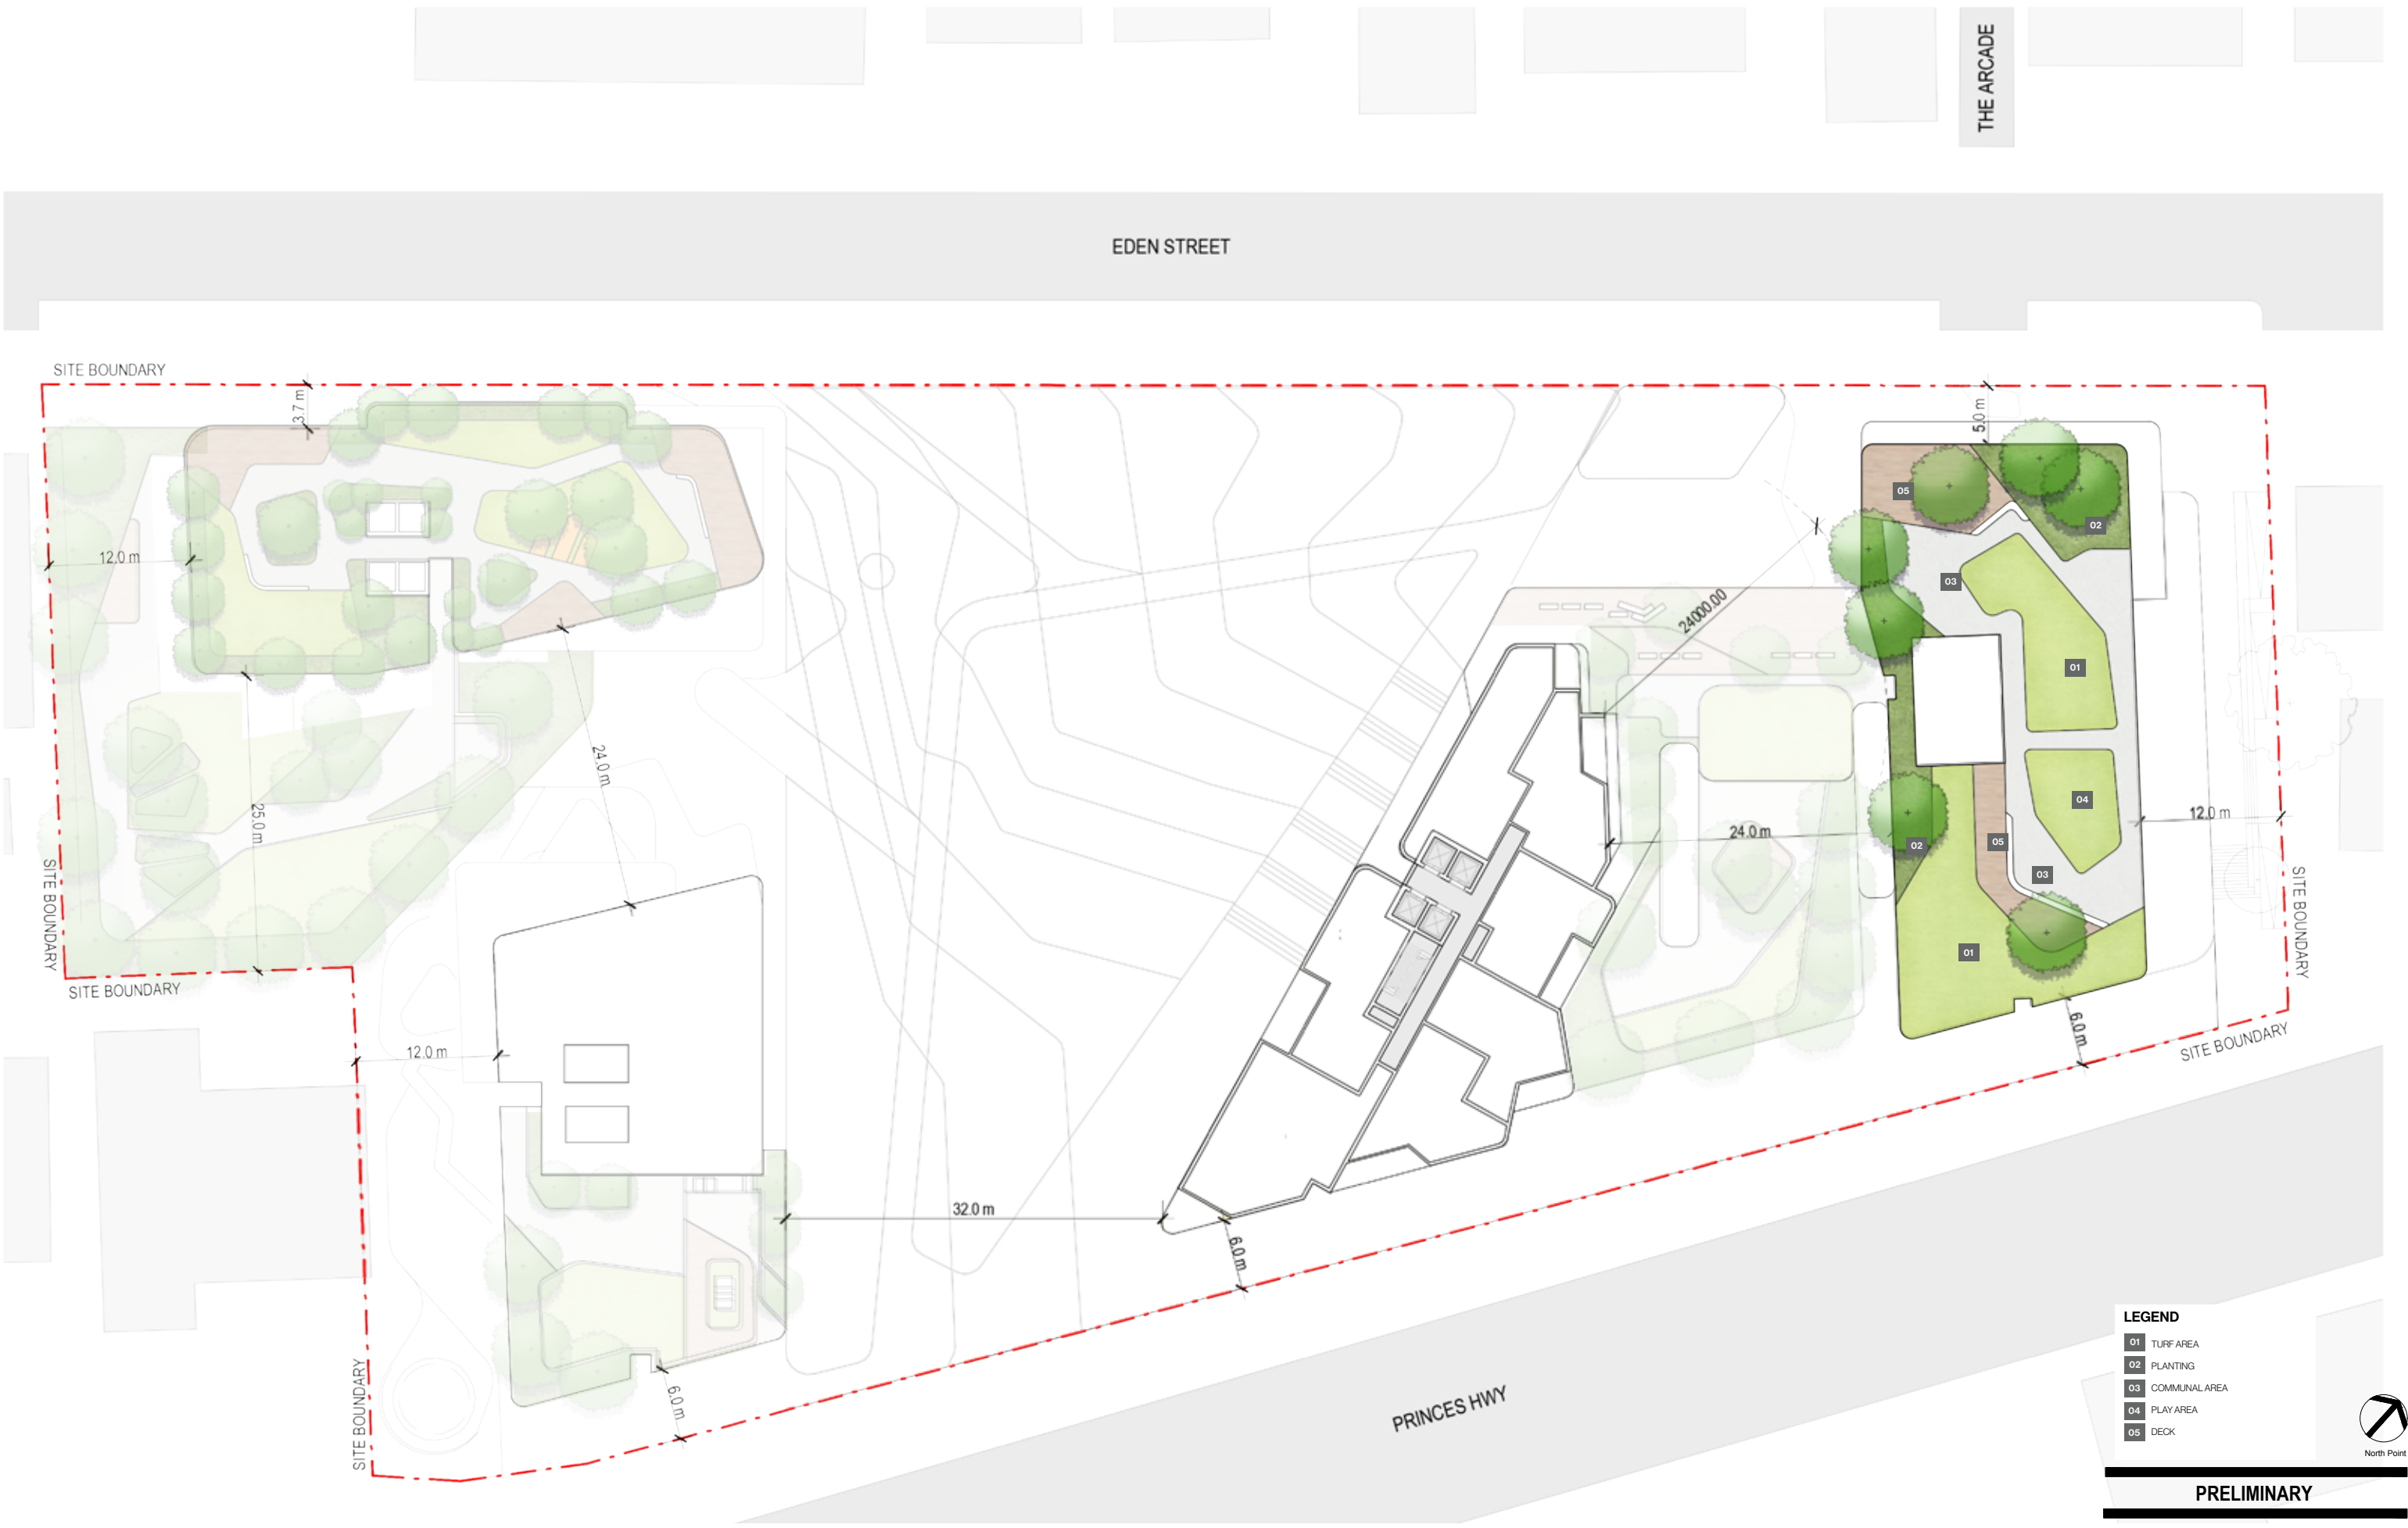 THE ARCADE
EDEN STREET
SITE BOUNDARY
3.7 m
5.0 m
05
02
12.0 m
03
24000.00
01
24.0 m
25.0 m
04
12.0 m
24.0 m
05
02
03
SITE BOUNDARY
SITE BOUNDARY
01
SITE BOUNDARY
6.0 m
SITE BOUNDARY
12.0 m
32.0 m
6.0 m
SITE BOUNDARY
6.0 m
PRINCES HWY
LEGEND
01 TURF AREA
02 PLANTING
03 COMMUNAL AREA
04 PLAY AREA
05 DECK
North Point
PRELIMINARY